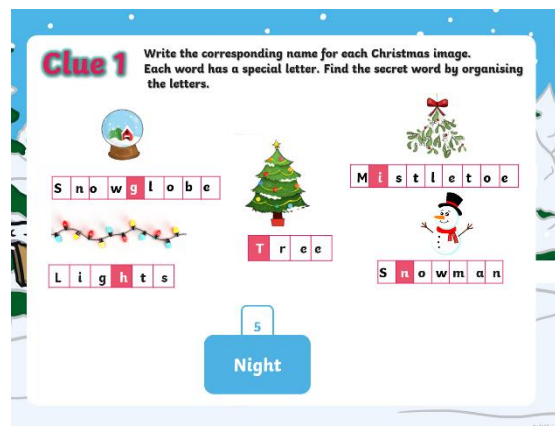 Clue 1
Write the corresponding name for each Christmas image.
Each word has a special letter. Find the secret word by organising
the letters.
Snowglobe
Mistletoe
Tree
Lights
Snowman
5
Night